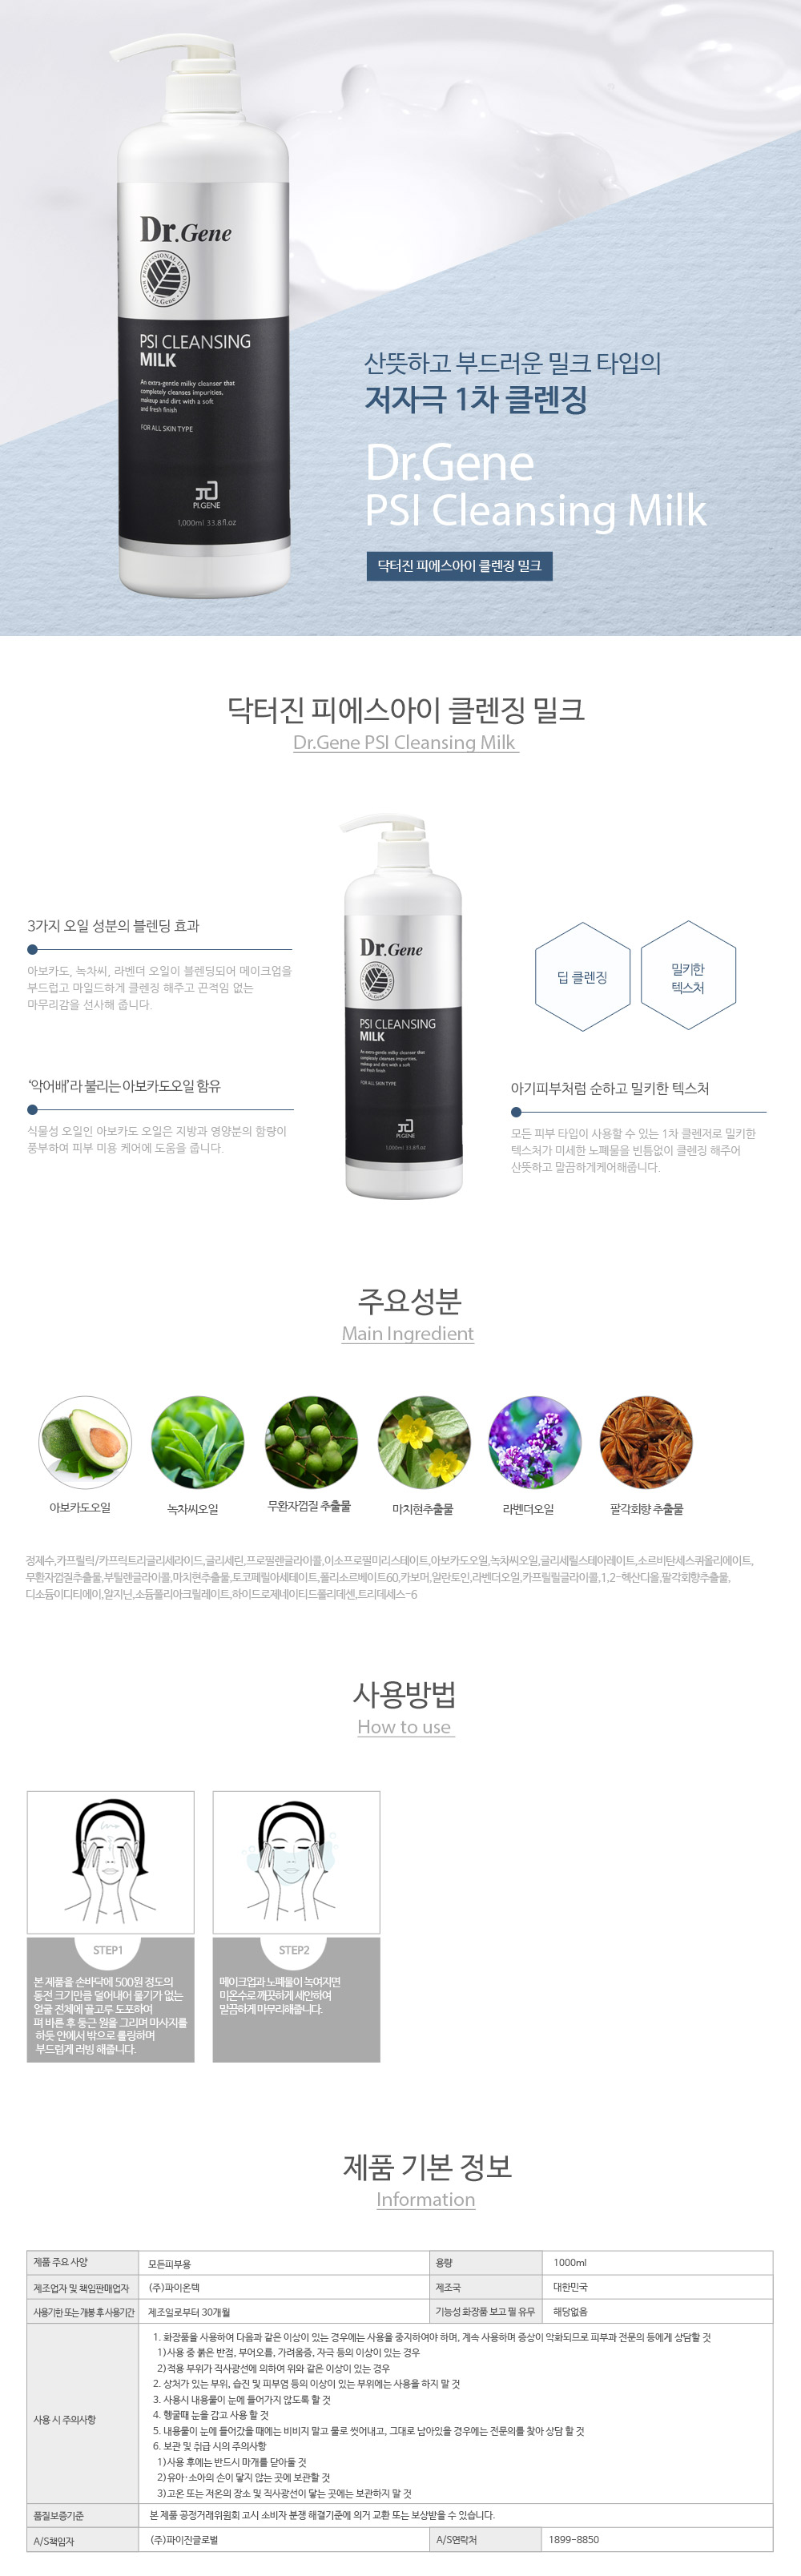 Dr.Gene
FOR PROFESSIONAL USE ONLY
Dr.Gene
PSI CLEANSING
MILK
An extra-gentle milky cleanser that
completely cleanses impurities,
makeup and dirt with a soft
and fresh finish
FOR ALL SKIN TYPE
PI.GENE
1,000ml 33.8fl.oz
산뜻하고 부드러운 밀크 타입의
저자극 1차 클렌징
Dr.Gene
PSI Cleansing Milk
닥터진 피에스아이 클렌징 밀크
닥터진 피에스아이 클렌징 밀크
Dr.Gene PSI Cleansing Milk
3가지 오일 성분의 블렌딩 효과
아보카도, 녹차씨, 라벤더 오일이 블렌딩되어 메이크업을
부드럽고 마일드하게 클렌징 해주고 끈적임 없는
마무리감을 선사해 줍니다.
‘악어배’라 불리는 아보카도오일 함유
식물성 오일인 아보카도 오일은 지방과 영양분의 함량이
풍부하여 피부 미용 케어에 도움을 줍니다.
Dr.Gene
PSI CLEANSING
MILK
An extra-gentle milky cleanser that
completely cleanses impurities,
makeup and dirt with a soft
and fresh finish
FOR ALL SKIN TYPE
PI.GENE
1,000ml 33.8fl.oz
딥 클렌징
밀키한
텍스처
아기피부처럼 순하고 밀키한 텍스처
모든 피부 타입이 사용할 수 있는 1차 클렌저로 밀키한
텍스처가 미세한 노폐물을 빈틈없이 클렌징 해주어
산뜻하고 말끔하게케어해줍니다.
주요성분
Main Ingredient
아보카도오일
녹차씨오일
무환자껍질 추출물
마치현추출물
라벤더오일
팔각회향 추출물
정제수,카프릴릭/카프릭트리글리세라이드,글리세린,프로필렌글라이콜,이소프로필미리스테이트,아보카도오일,녹차씨오일,글리세릴스테아레이트,소르비탄세스퀴올리에이트,
무환자껍질추출물,부틸렌글라이콜,마치현추출물,토코페릴아세테이트,폴리소르베이트60,카보머,알란토인,라벤더오일,카프릴릴글라이콜,1,2-헥산디올,팔각회향추출물,
디소듐이디티에이,알지닌,소듐폴리아크릴레이트,하이드로제네이티드폴리데센,트리데세스-6
사용방법
How to use
STEP1
본 제품을 손바닥에 500원 정도의
동전 크기만큼 덜어내어 물기가 없는
얼굴 전체에 골고루 도포하여
펴 바른 후 둥근 원을 그리며 마사지를
하듯 안에서 밖으로 롤링하며
부드럽게 러빙 해줍니다.
STEP2
메이크업과 노폐물이 녹여지면
미온수로 깨끗하게 세안하여
말끔하게 마무리해줍니다.
제품 기본 정보
Information
제품 주요 사양 모든피부용 용량 1000ml
제조업자 및 책임판매업자 (주)파이온텍 제조국 대한민국
사용기한 또는 개봉 후 사용기간 제조일로부터 30개월 기능성 화장품 보고 필 유무 해당없음
사용 시 주의사항
1. 화장품을 사용하여 다음과 같은 이상이 있는 경우에는 사용을 중지하여야 하며, 계속 사용하며 증상이 악화되므로 피부과 전문의 등에게 상담할 것
1)사용 중 붉은 반점, 부어오름, 가려움증, 자극 등의 이상이 있는 경우
2)적용 부위가 직사광선에 의하여 위와 같은 이상이 있는 경우
2. 상처가 있는 부위, 습진 및 피부염 등의 이상이 있는 부위에는 사용을 하지 말 것
3. 사용시 내용물이 눈에 들어가지 않도록 할 것
4. 헹굴때 눈을 감고 사용 할 것
5. 내용물이 눈에 들어갔을 때에는 비비지 말고 물로 씻어내고, 그대로 남아있을 경우에는 전문의를 찾아 상담 할 것
6. 보관 및 취급 시의 주의사항
1)사용 후에는 반드시 마개를 닫아둘 것
2)유아·소아의 손이 닿지 않는 곳에 보관할 것
3)고온 또는 저온의 장소 및 직사광선이 닿는 곳에는 보관하지 말 것
품질보증기준 본 제품 공정거래위원회 고시 소비자 분쟁 해결기준에 의거 교환 또는 보상받을 수 있습니다.
A/S책임자 (주)파이진글로벌 A/S연락처 1899-8850